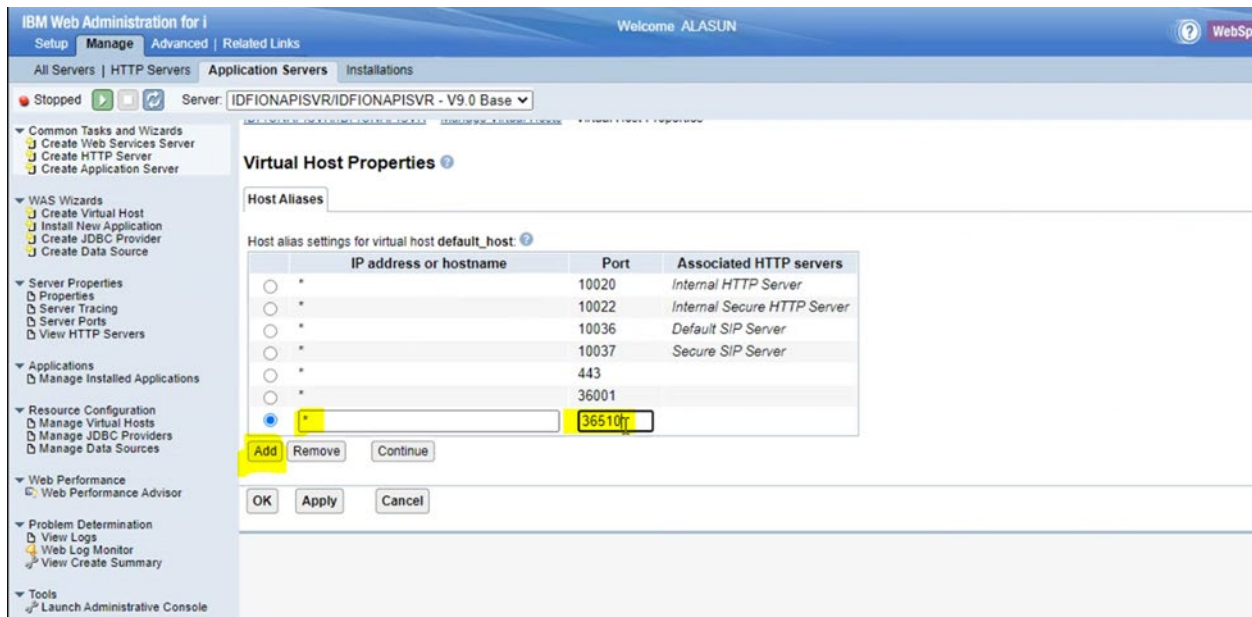 IBM Web Administration for i
Welcome ALASUN
Setup Manage Advanced | Related Links
WebSp
All Servers | HTTP Servers Application Servers Installations
Stopped Server: IDFIONAPISVR/IDFIONAPISVR - V9.0 Base
Common Tasks and Wizards
Create Web Services Server
Create HTTP Server
Create Application Server
WAS Wizards
Create Virtual Host
Install New Application
Create JDBC Provider
Create Data Source
Server Properties
Properties
Server Tracing
Server Ports
View HTTP Servers
Applications
Manage Installed Applications
Resource Configuration
Manage Virtual Hosts
Manage JDBC Providers
Manage Data Sources
Web Performance
Web Performance Advisor
Problem Determination
View Logs
Web Log Monitor
View Create Summary
Tools
Launch Administrative Console
Virtual Host Properties
Host Aliases
Host alias settings for virtual host default_host:
IP address or hostname Port Associated HTTP servers
* 10020 Internal HTTP Server
* 10022 Internal Secure HTTP Server
* 10036 Default SIP Server
* 10037 Secure SIP Server
* 443
* 36001
* 36510
Add Remove Continue
OK Apply Cancel